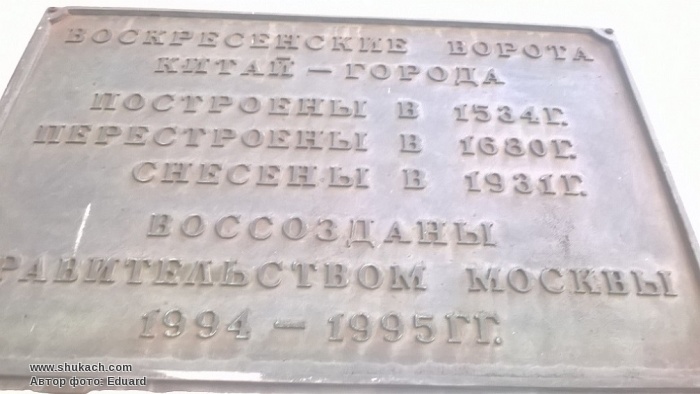 ВОСКРЕСЕНСКИЕ ВОРОТА
КИТАЙ – ГОРОДА
ПОСТРОЕНЫ В 1534Г.
ПЕРЕСТРОЕНЫ В 1680Г.
СНЕСЕНЫ В 1931Г.
ВОССОЗДАНЫ
РАВИТЕЛЬСТВОМ МОСКВЫ
1994 – 1995ГГ.
www.shukach.com
Автор фото: Eduard